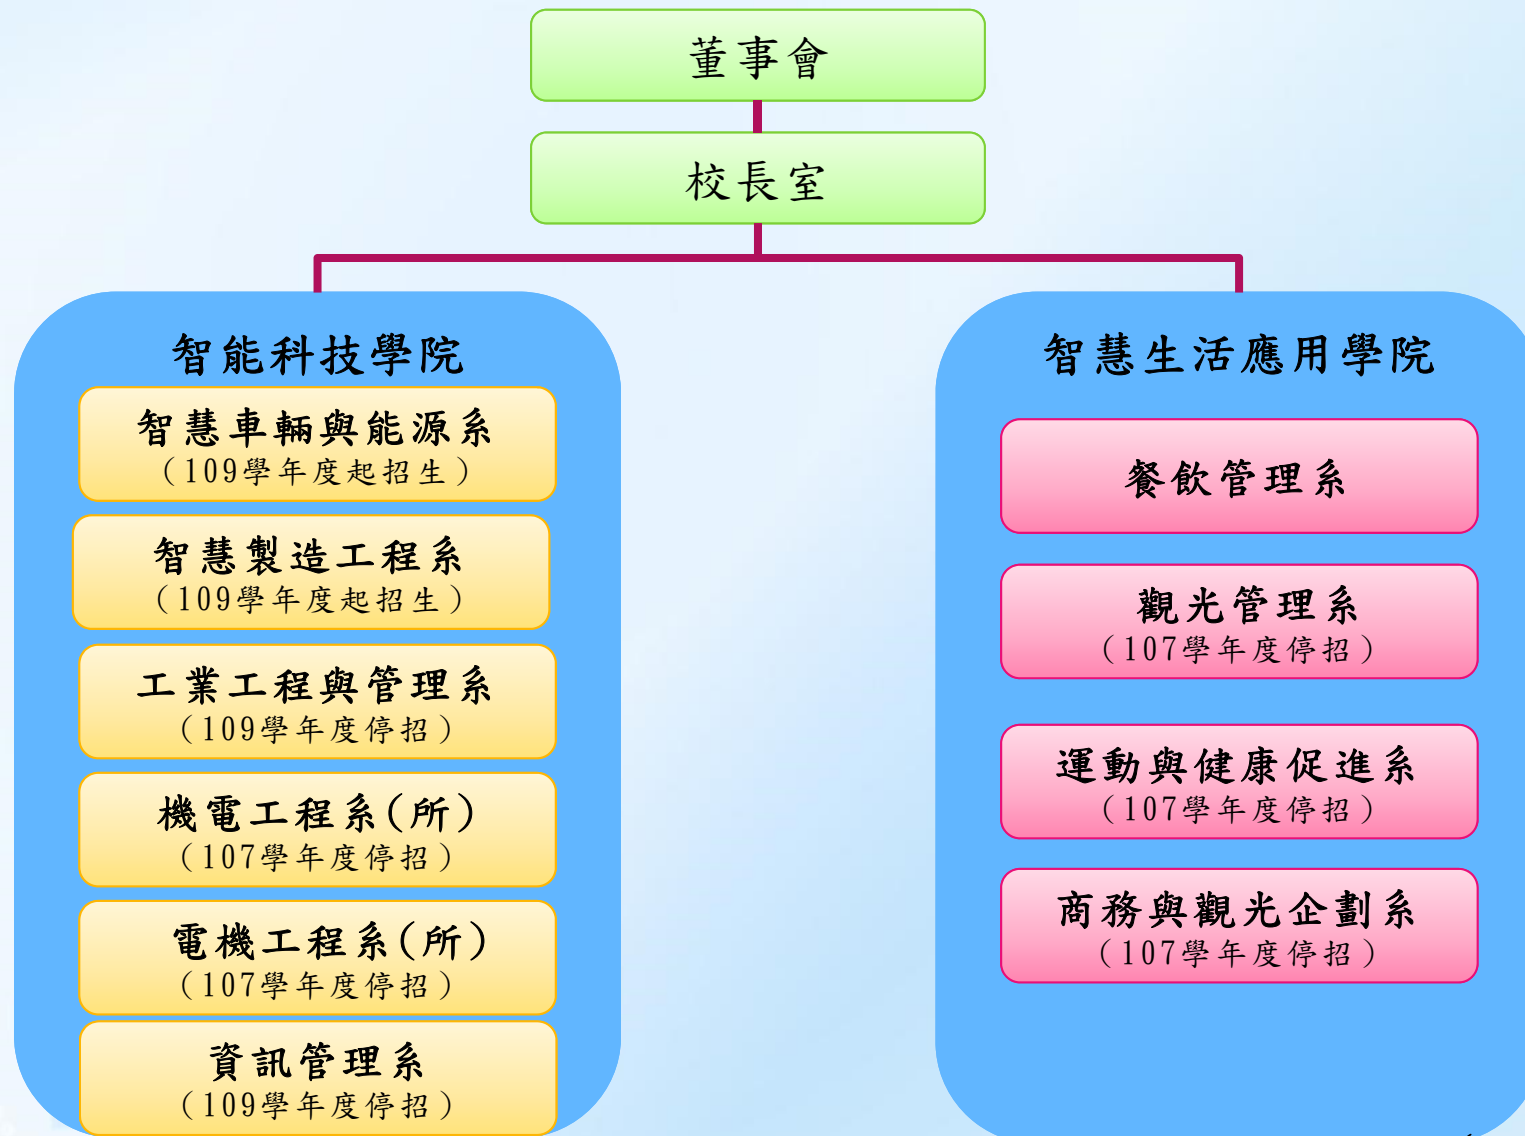 董事會
校長室
智能科技學院
智慧車輛與能源系
（109學年度起招生）
智慧製造工程系
（109學年度起招生）
工業工程與管理系
（109學年度停招）
機電工程系(所)
（107學年度停招）
電機工程系(所)
（107學年度停招）
資訊管理系
（109學年度停招）
智慧生活應用學院
餐飲管理系
觀光管理系
（107學年度停招）
運動與健康促進系
（107學年度停招）
商務與觀光企劃系
（107學年度停招）